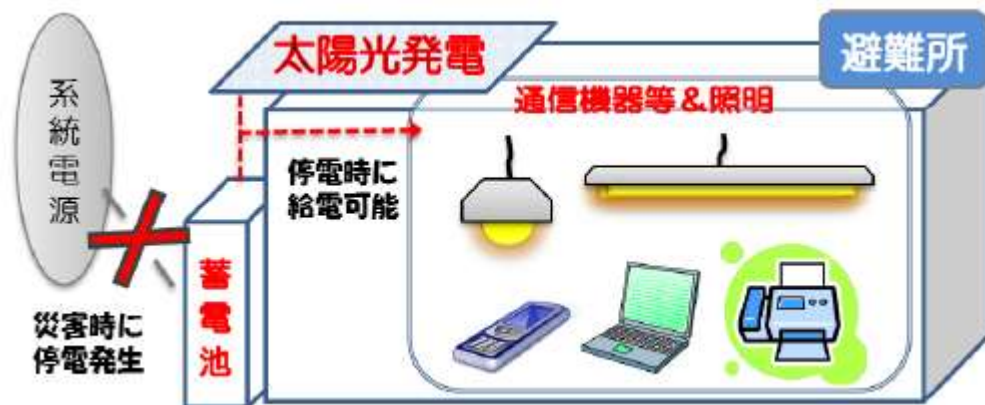 系統電源
太陽光発電
避難所
通信機器等&照明
停電時に
給電可能
蓄電池
災害時に
停電発生